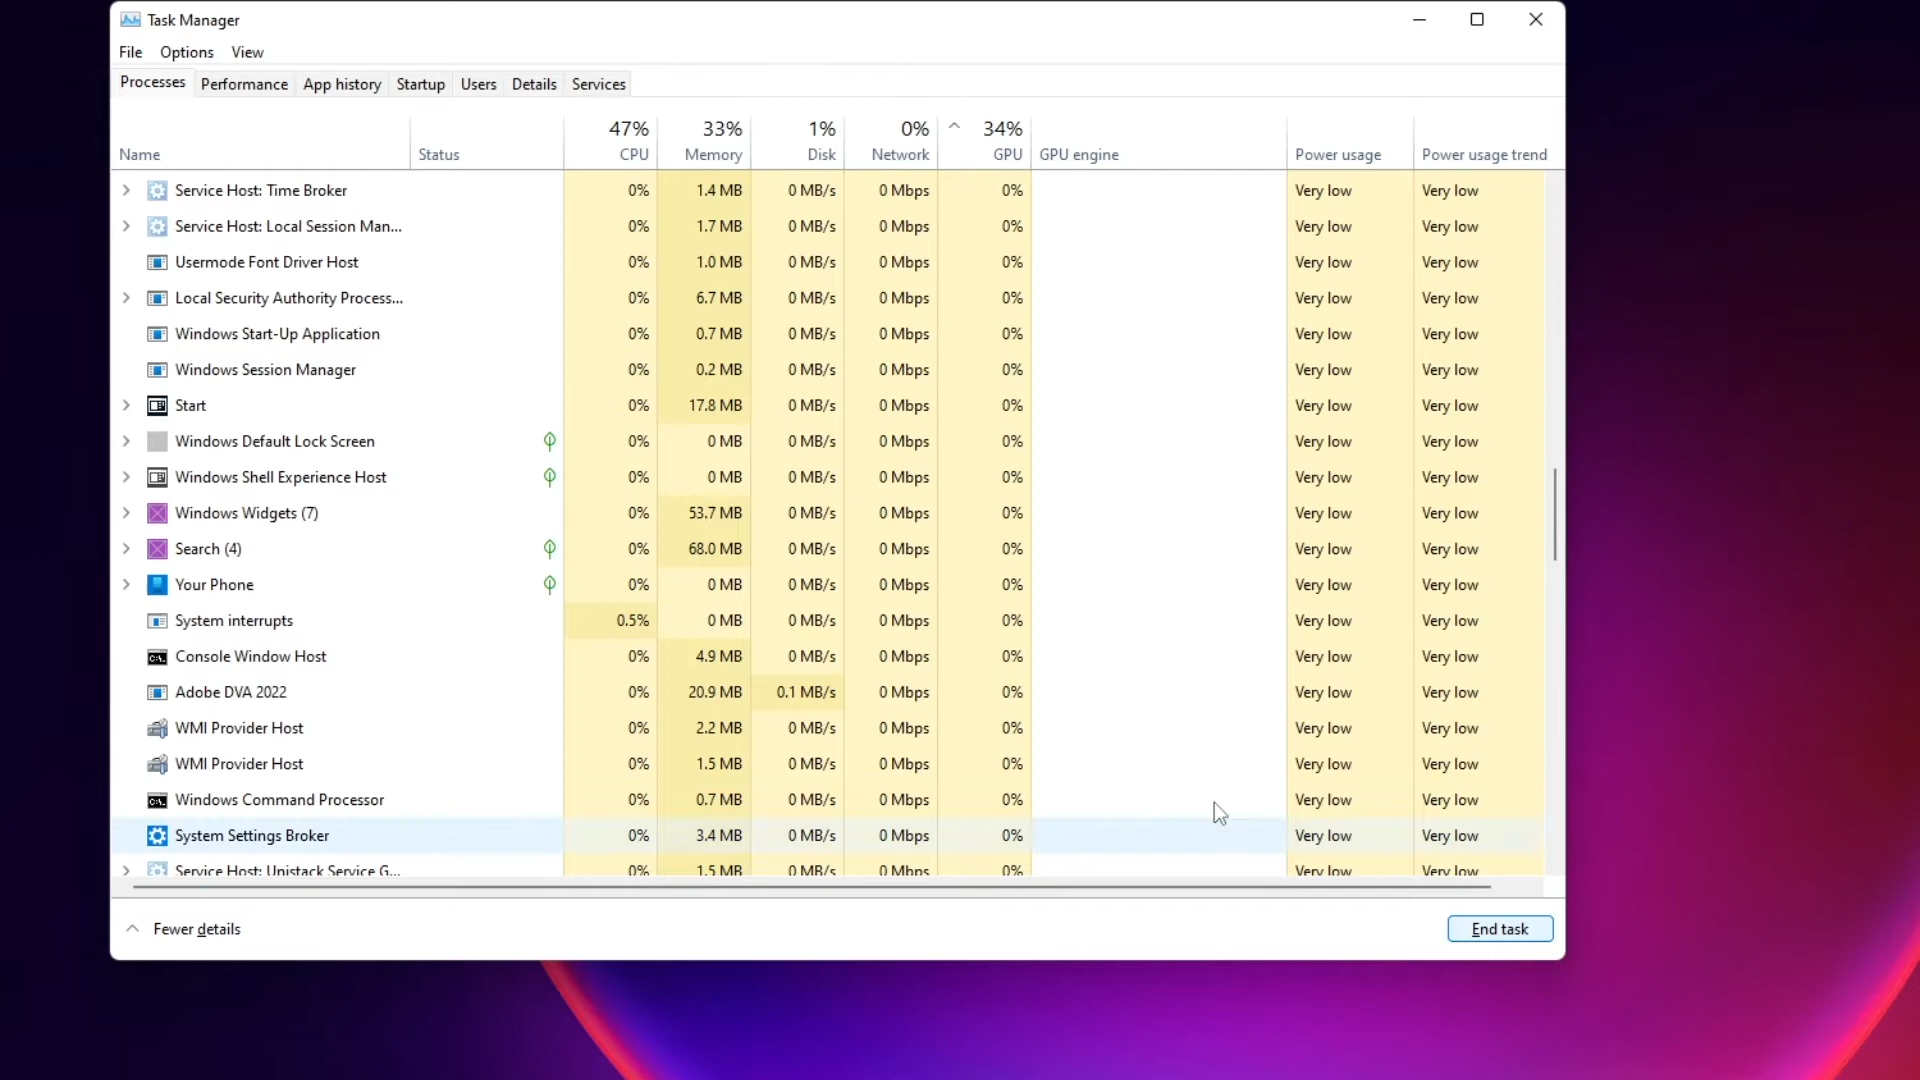 Task Manager
File Options View
Processes Performance App history Startup Users Details Services
47% 33% 1% 0% 34%
Name Status CPU Memory Disk Network GPU GPU engine Power usage Power usage trend
Service Host: Time Broker 0% 1.4 MB 0 MB/s 0 Mbps 0% Very low Very low
Service Host: Local Session Man... 0% 1.7 MB 0 MB/s 0 Mbps 0% Very low Very low
Usermode Font Driver Host 0% 1.0 MB 0 MB/s 0 Mbps 0% Very low Very low
Local Security Authority Process... 0% 6.7 MB 0 MB/s 0 Mbps 0% Very low Very low
Windows Start-Up Application 0% 0.7 MB 0 MB/s 0 Mbps 0% Very low Very low
Windows Session Manager 0% 0.2 MB 0 MB/s 0 Mbps 0% Very low Very low
Start 0% 17.8 MB 0 MB/s 0 Mbps 0% Very low Very low
Windows Default Lock Screen 0% 0 MB 0 MB/s 0 Mbps 0% Very low Very low
Windows Shell Experience Host 0% 0 MB 0 MB/s 0 Mbps 0% Very low Very low
Windows Widgets (7) 0% 53.7 MB 0 MB/s 0 Mbps 0% Very low Very low
Search (4) 0% 68.0 MB 0 MB/s 0 Mbps 0% Very low Very low
Your Phone 0% 0 MB 0 MB/s 0 Mbps 0% Very low Very low
System interrupts 0.5% 0 MB 0 MB/s 0 Mbps 0% Very low Very low
Console Window Host 0% 4.9 MB 0 MB/s 0 Mbps 0% Very low Very low
Adobe DVA 2022 0% 20.9 MB 0.1 MB/s 0 Mbps 0% Very low Very low
WMI Provider Host 0% 2.2 MB 0 MB/s 0 Mbps 0% Very low Very low
WMI Provider Host 0% 1.5 MB 0 MB/s 0 Mbps 0% Very low Very low
Windows Command Processor 0% 0.7 MB 0 MB/s 0 Mbps 0% Very low Very low
System Settings Broker 0% 3.4 MB 0 MB/s 0 Mbps 0% Very low Very low
Service Host: Unistack Service G... 0% 1.5 MB 0 MB/s 0 Mbps 0% Very low Very low
Fewer details End task